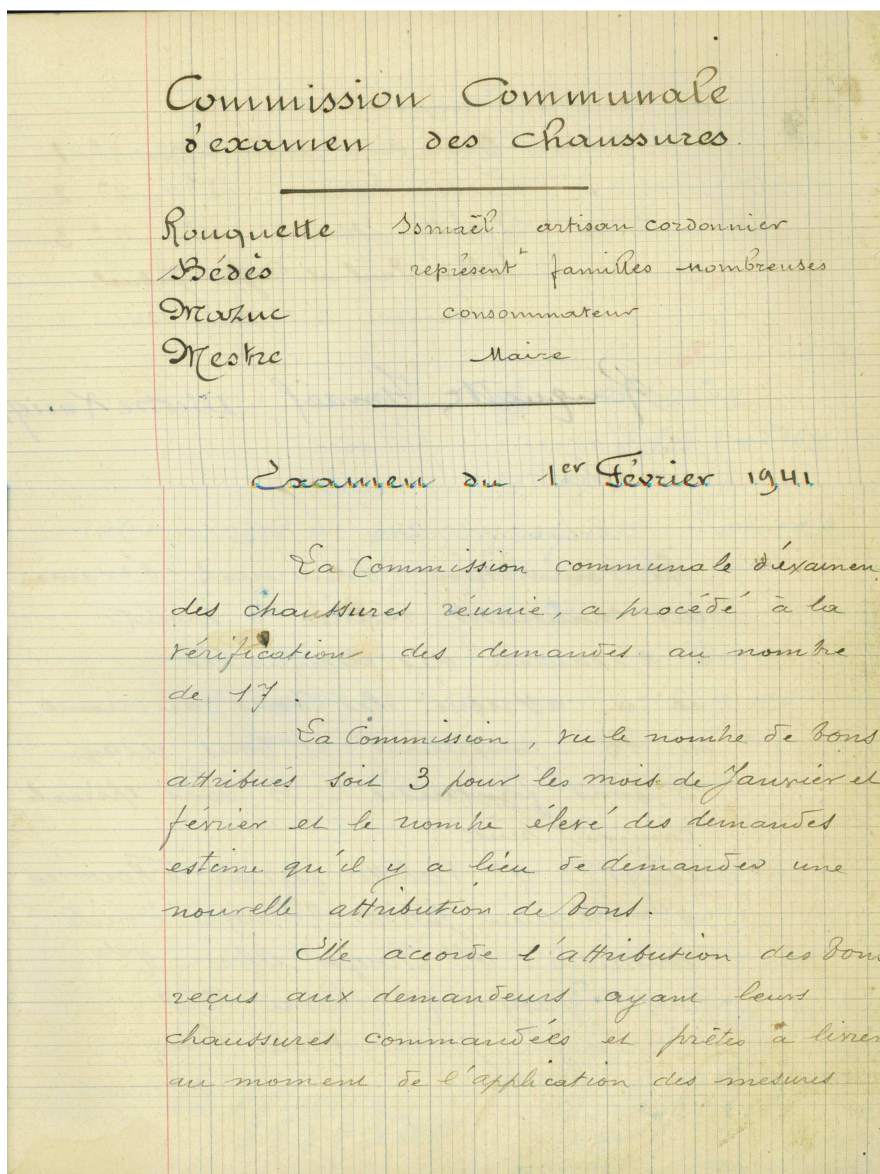 Commission Communale
d'examen des chaussures.
Rouquette Ismaël artisan cordonnier
Bédès représent^t familles nombreuses
Mazuc consommateur
Mestre Maire
Examen du 1er Février 1941
La Commission communale d'éxamen
des chaussures réunie, a procédé à la
vérification des demandes au nombre
de 17.
La Commission, vu le nombre de bons
attribués soit 3 pour les mois de Janvier et
février et le nombre élevé des demandes
estime qu'il y a lieu de demander une
nouvelle attribution de bons.
Elle accorde l'attribution des bons
reçus aux demandeurs ayant leurs
chaussures commandées et prêtes à livrer
au moment de l'application des mesures